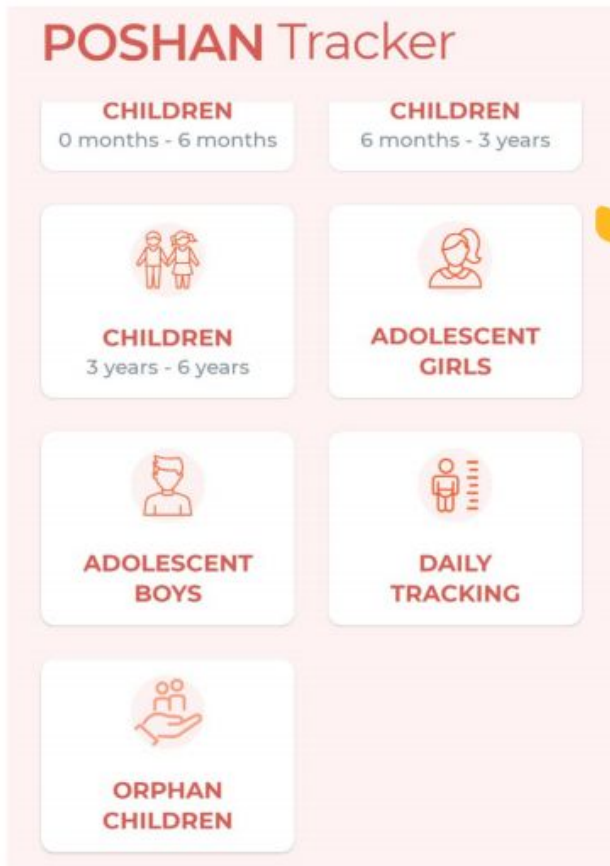 POSHAN Tracker
CHILDREN
0 months - 6 months
CHILDREN
6 months - 3 years
CHILDREN
3 years - 6 years
ADOLESCENT
GIRLS
ADOLESCENT
BOYS
DAILY
TRACKING
ORPHAN
CHILDREN